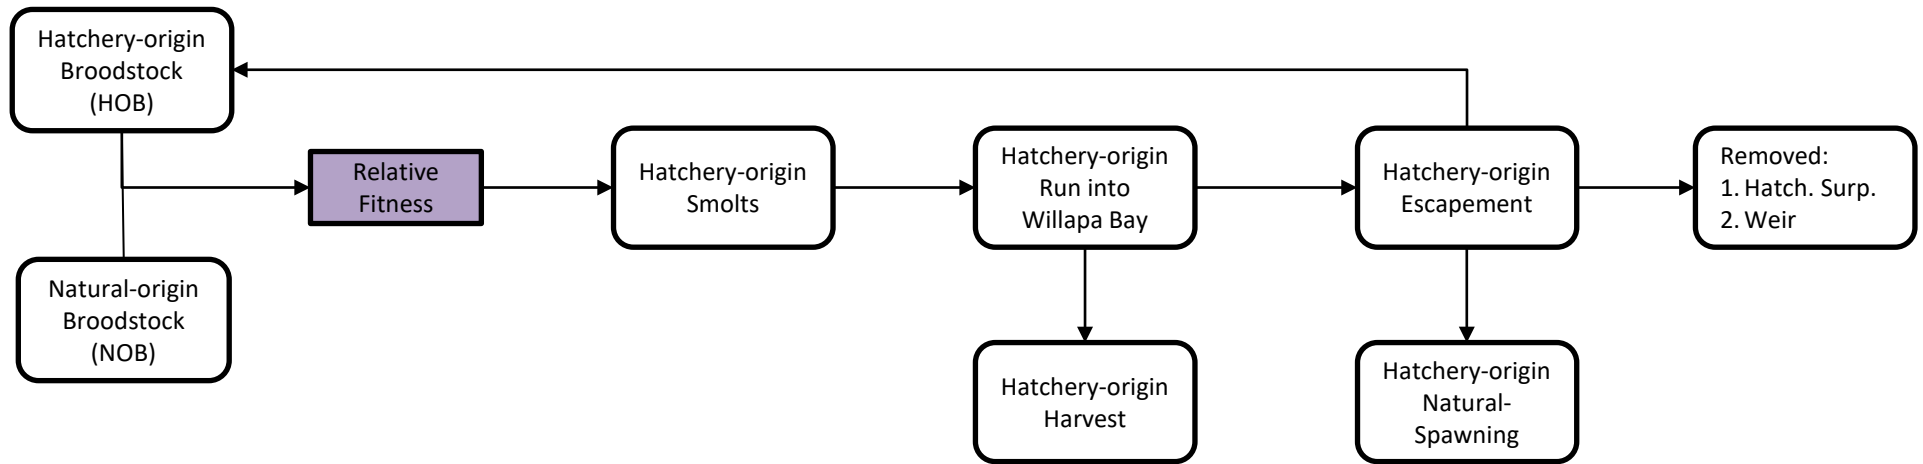 Hatchery-origin
Broodstock
(HOB)
Natural-origin
Broodstock
(NOB)
Relative
Fitness
Hatchery-origin
Smolts
Hatchery-origin
Run into
Willapa Bay
Hatchery-origin
Harvest
Hatchery-origin
Escapement
Hatchery-origin
Natural-
Spawning
Removed:
1. Hatch. Surp.
2. Weir